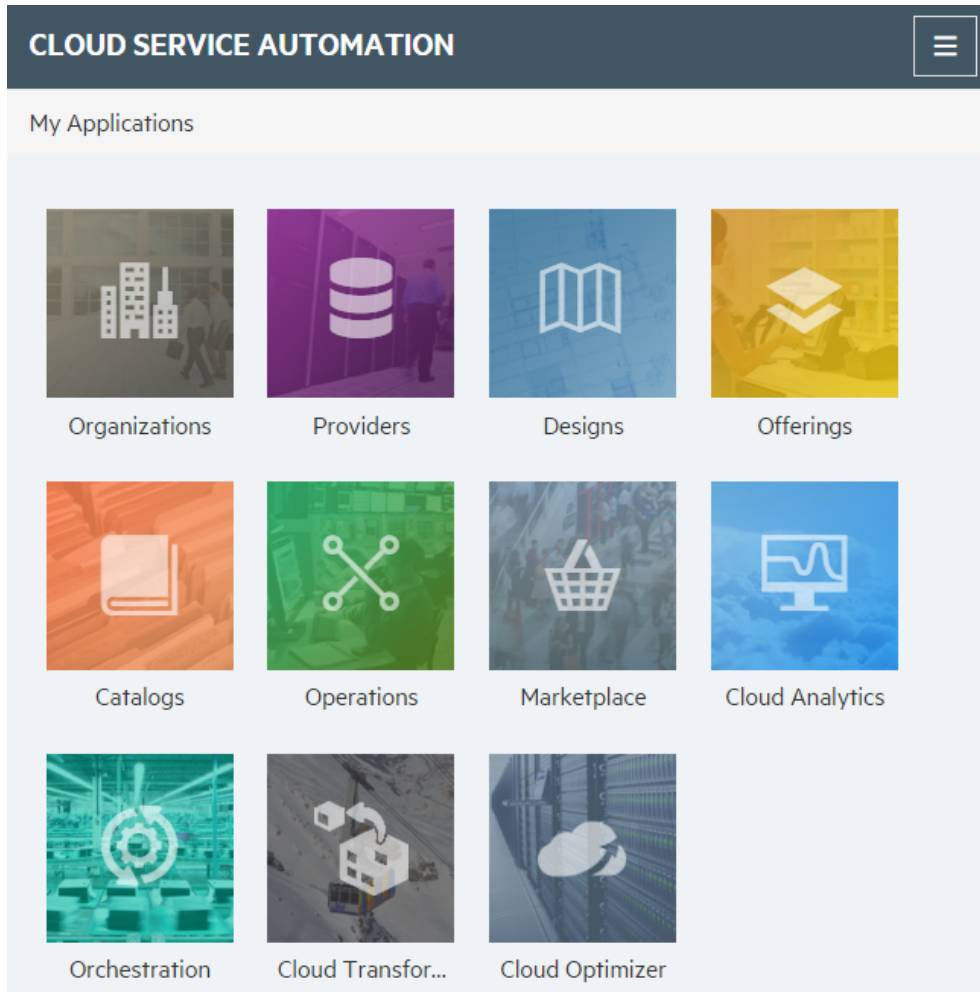 CLOUD SERVICE AUTOMATION
My Applications
Organizations Providers Designs Offerings
Catalogs Operations Marketplace Cloud Analytics
Orchestration Cloud Transfor... Cloud Optimizer